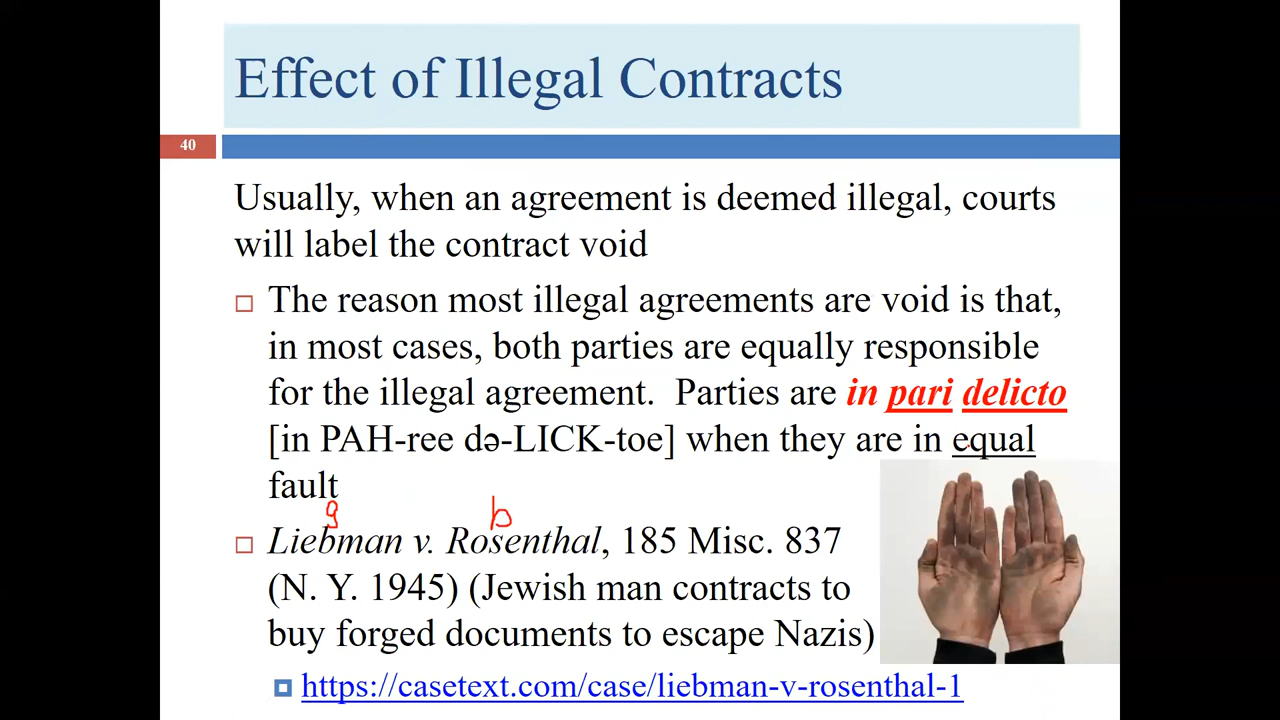 Effect of Illegal Contracts
40
Usually, when an agreement is deemed illegal, courts
will label the contract void
The reason most illegal agreements are void is that,
in most cases, both parties are equally responsible
for the illegal agreement.  Parties are in pari delicto
[in PAH-ree də-LICK-toe] when they are in equal
fault
g b
Liebman v. Rosenthal, 185 Misc. 837
(N. Y. 1945) (Jewish man contracts to
buy forged documents to escape Nazis)
https://casetext.com/case/liebman-v-rosenthal-1